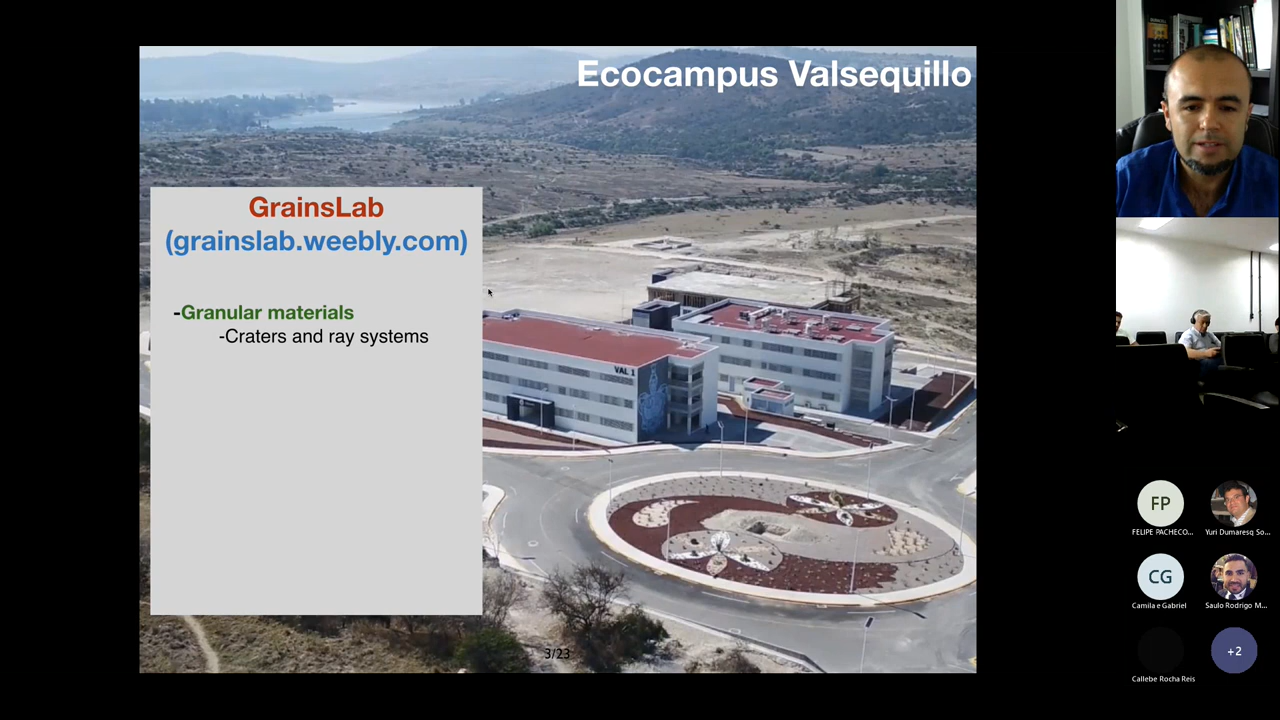 Ecocampus Valsequillo
GrainsLab
(grainslab.weebly.com)
-Granular materials
-Craters and ray systems
VAL 1
3/23
FP
FELIPE PACHECO...
Yuri Dumaresq So...
CG
Camila e Gabriel
Saulo Rodrigo M...
+2
Callebe Rocha Reis